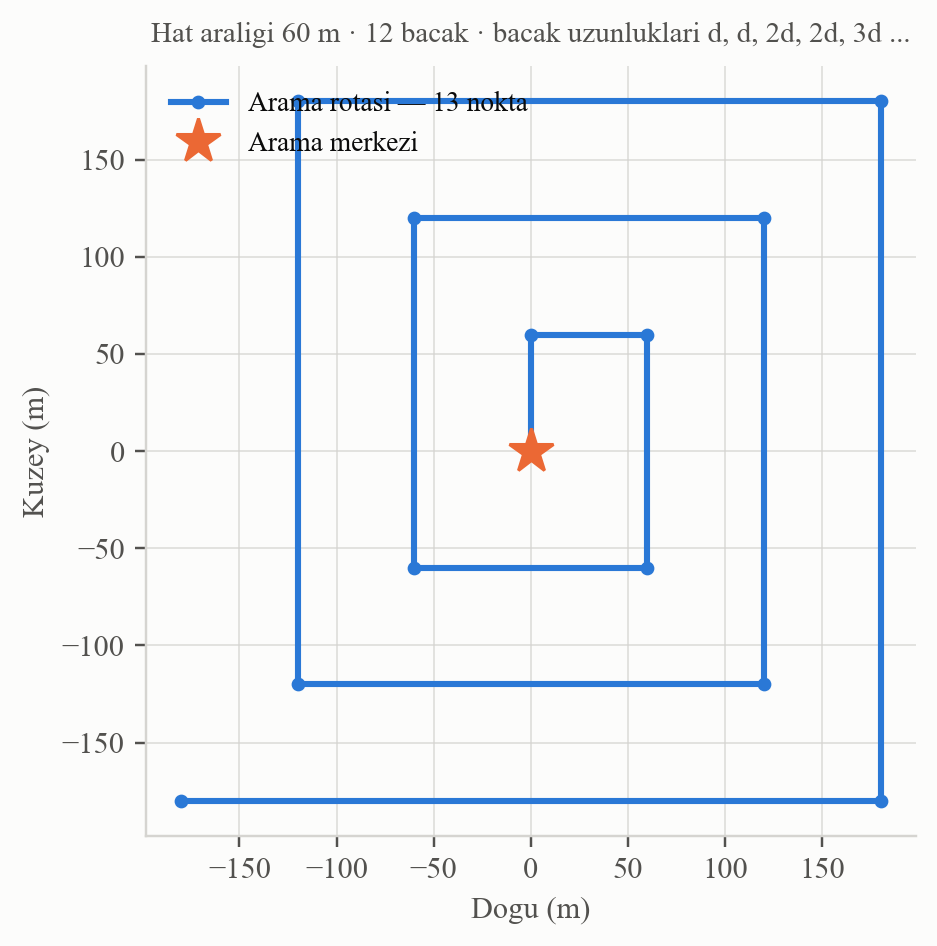 Hat araligi 60 m · 12 bacak · bacak uzunluklari d, d, 2d, 2d, 3d ...
Arama rotasi — 13 nokta
Arama merkezi
150
100
50
0
−50
−100
−150
Kuzey (m)
−150 −100 −50 0 50 100 150
Dogu (m)